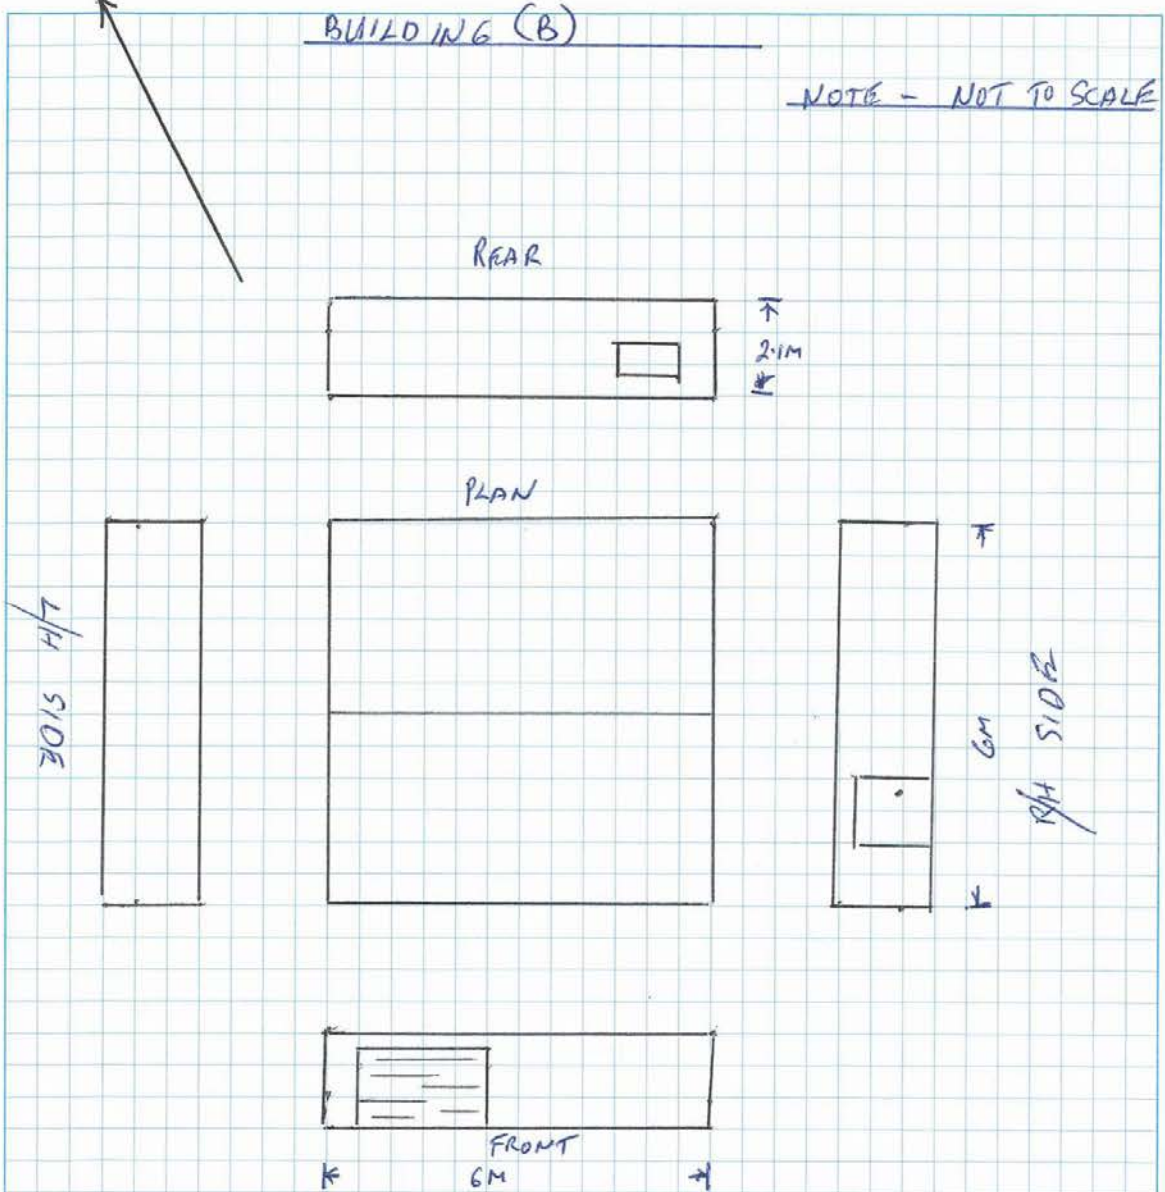 BUILDING (B)
NOTE - NOT TO SCALE
REAR
2.1M
PLAN
L/H SIDE
6M
R/H SIDE
FRONT
6M